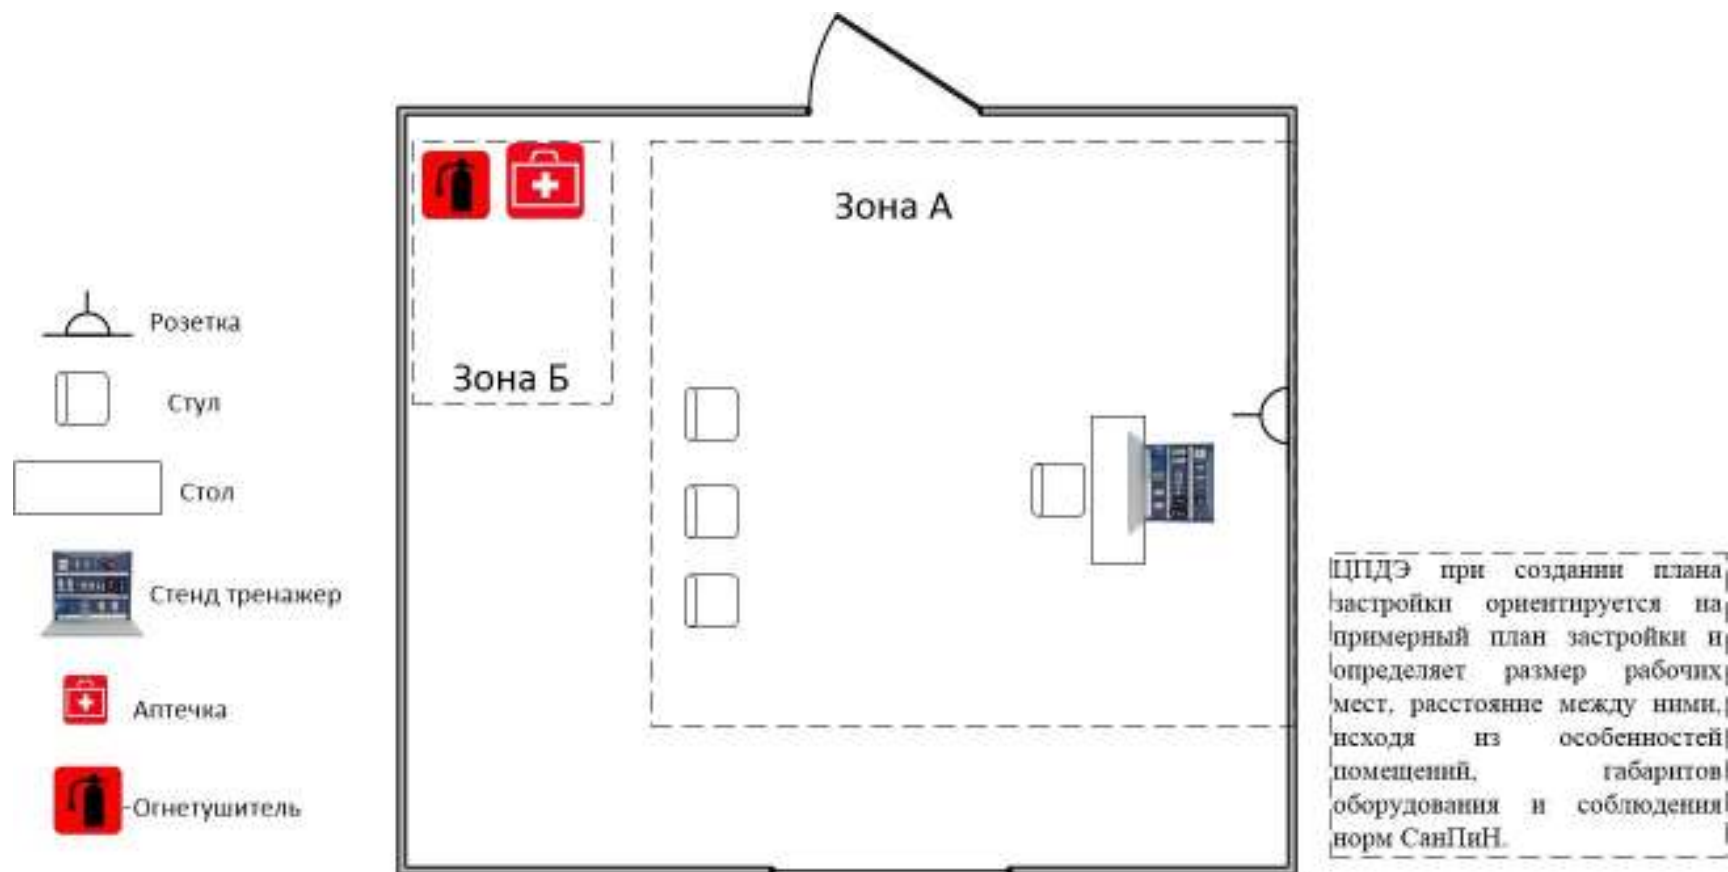 Зона А
Зона Б
Розетка
Стул
Стол
Стенд тренажер
Аптечка
-Огнетушитель
ЦПДЭ при создании плана
застройки ориентируется на
примерный план застройки и
определяет размер рабочих
мест, расстояние между ними,
исходя из особенностей
помещений, габаритов
оборудования и соблюдения
норм СанПиН.